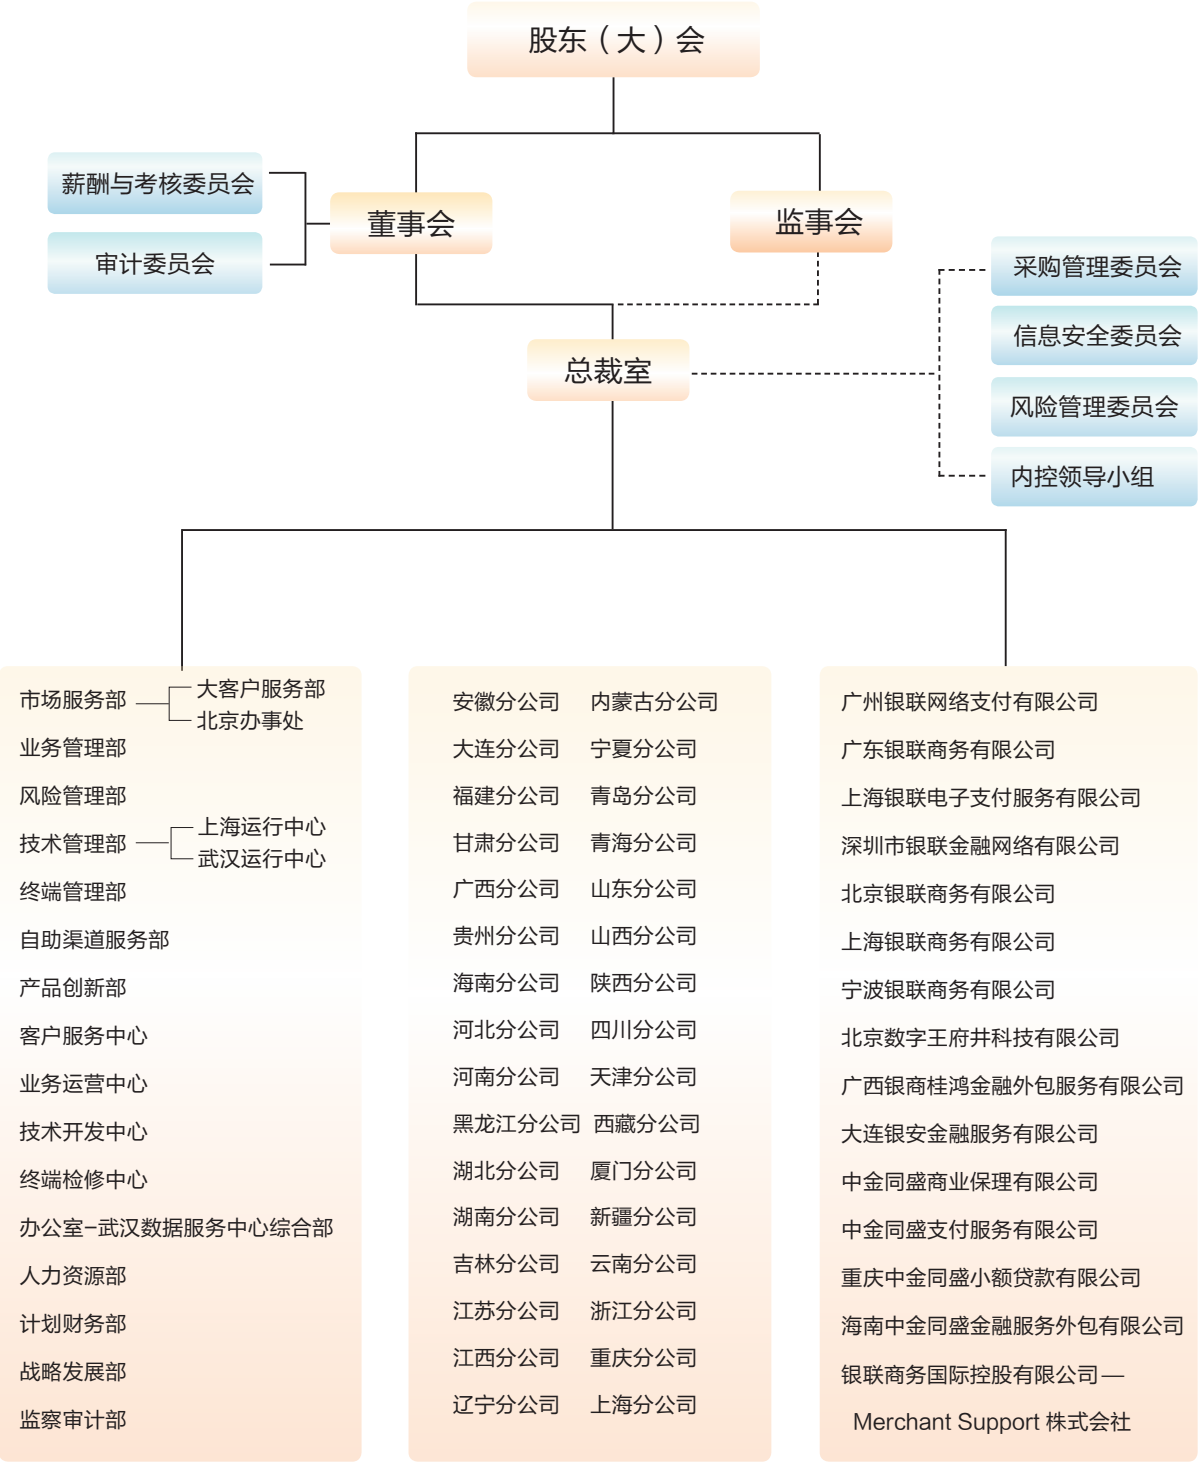 股东（大）会
薪酬与考核委员会
审计委员会
董事会
监事会
总裁室
采购管理委员会
信息安全委员会
风险管理委员会
内控领导小组
市场服务部
大客户服务部
北京办事处
业务管理部
风险管理部
技术管理部
上海运行中心
武汉运行中心
终端管理部
自助渠道服务部
产品创新部
客户服务中心
业务运营中心
技术开发中心
终端检修中心
办公室–武汉数据服务中心综合部
人力资源部
计划财务部
战略发展部
监察审计部
安徽分公司 内蒙古分公司
大连分公司 宁夏分公司
福建分公司 青岛分公司
甘肃分公司 青海分公司
广西分公司 山东分公司
贵州分公司 山西分公司
海南分公司 陕西分公司
河北分公司 四川分公司
河南分公司 天津分公司
黑龙江分公司 西藏分公司
湖北分公司 厦门分公司
湖南分公司 新疆分公司
吉林分公司 云南分公司
江苏分公司 浙江分公司
江西分公司 重庆分公司
辽宁分公司 上海分公司
广州银联网络支付有限公司
广东银联商务有限公司
上海银联电子支付服务有限公司
深圳市银联金融网络有限公司
北京银联商务有限公司
上海银联商务有限公司
宁波银联商务有限公司
北京数字王府井科技有限公司
广西银商桂鸿金融外包服务有限公司
大连银安金融服务有限公司
中金同盛商业保理有限公司
中金同盛支付服务有限公司
重庆中金同盛小额贷款有限公司
海南中金同盛金融服务外包有限公司
银联商务国际控股有限公司—
Merchant Support 株式会社